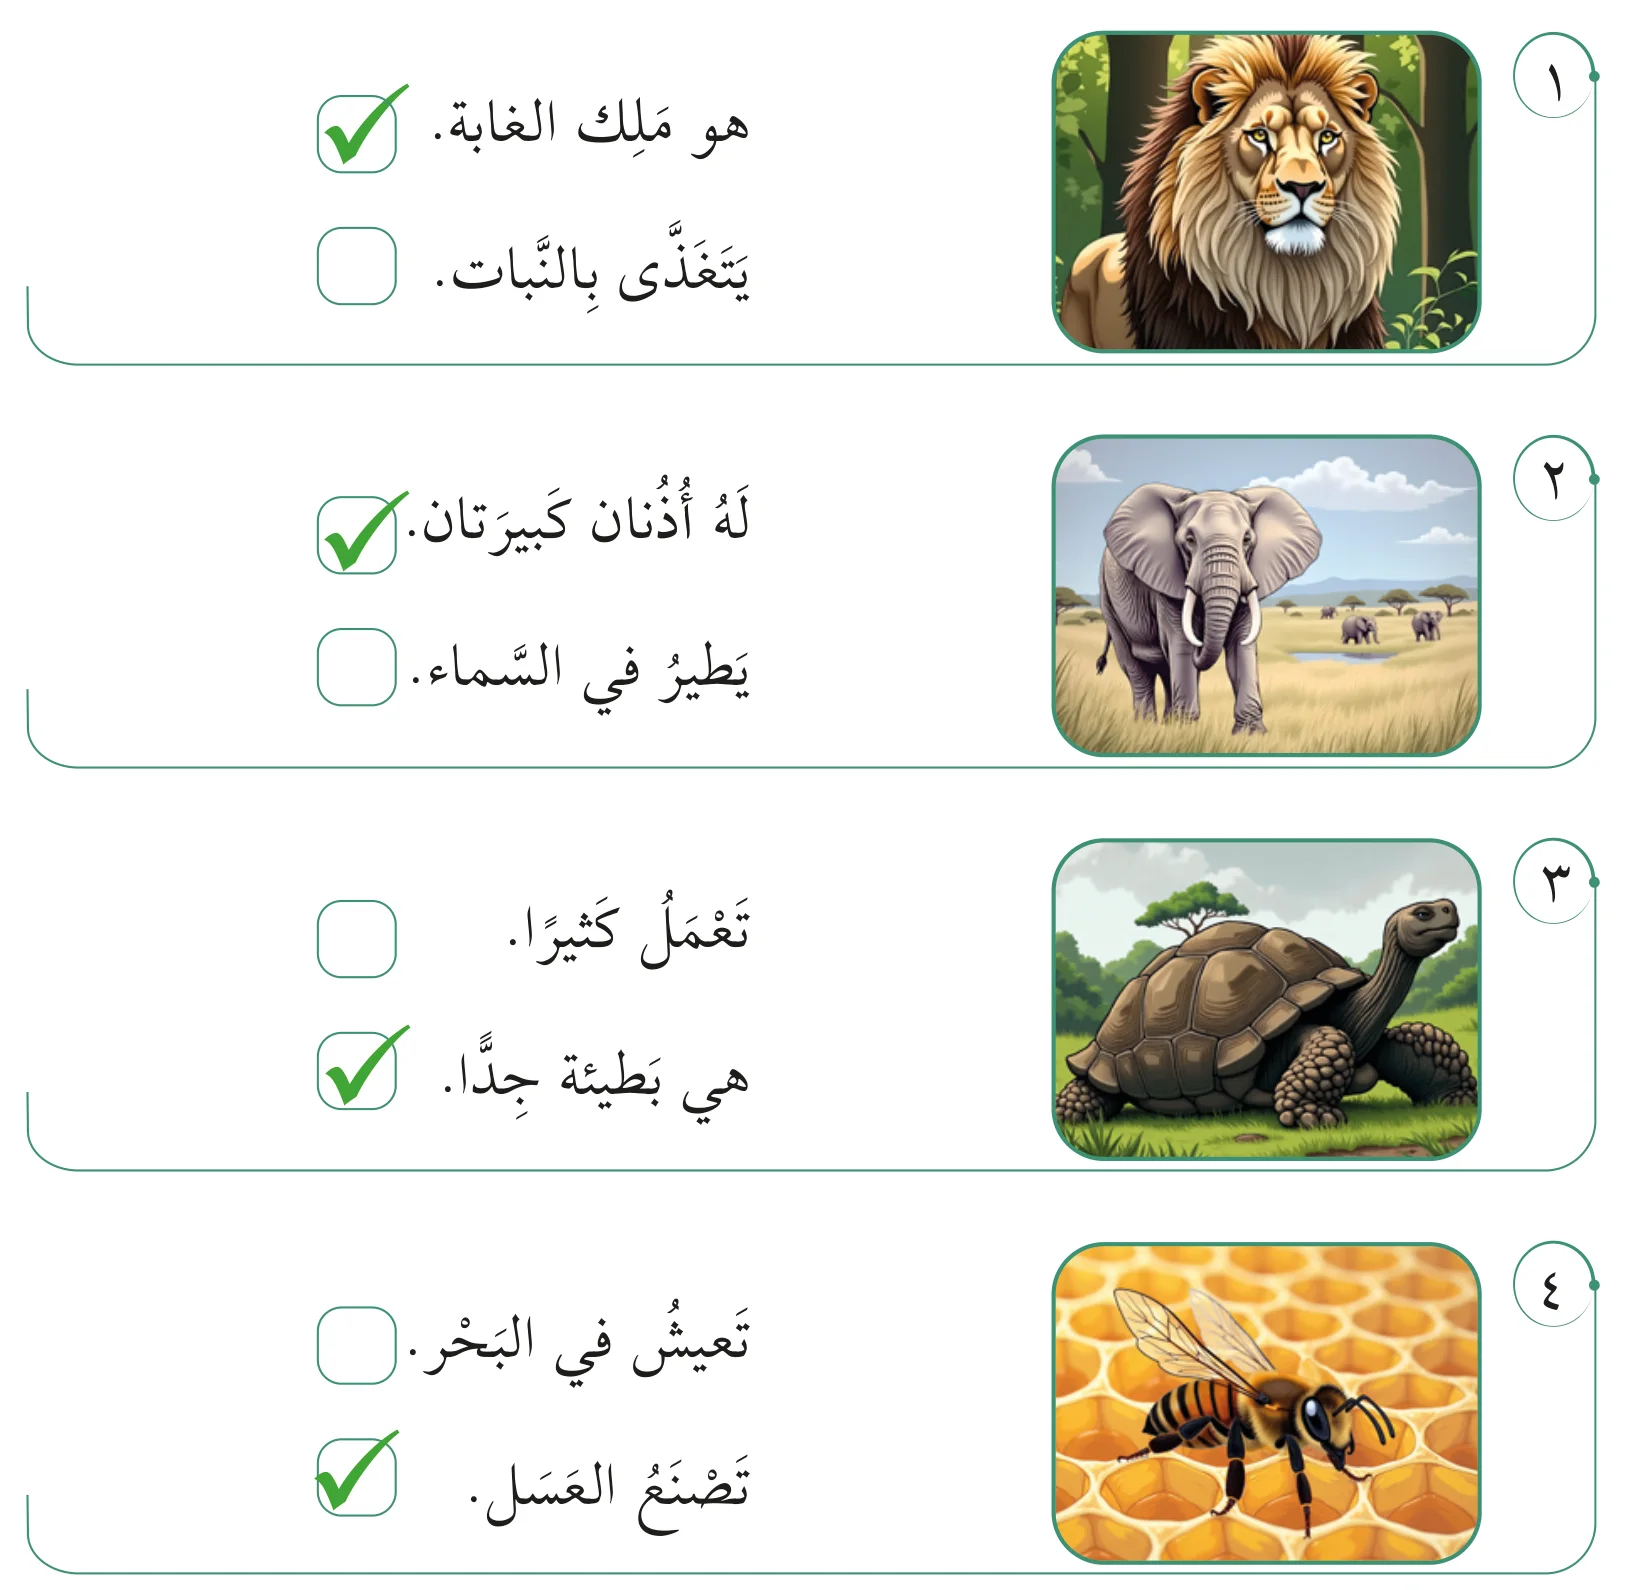 ١
هو مَلِك الغابة.
يَتَغَذَّى بِالنَّبات.
٢
لَهُ أُذُنان كَبيرَتان.
يَطيرُ في السَّماء.
٣
تَعْمَلُ كَثيرًا.
هي بَطيئة جِدًّا.
٤
تَعيشُ في البَحْر.
تَصْنَعُ العَسَل.